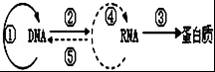 ① DNA ② ⑤ ④ RNA ③ 蛋白质